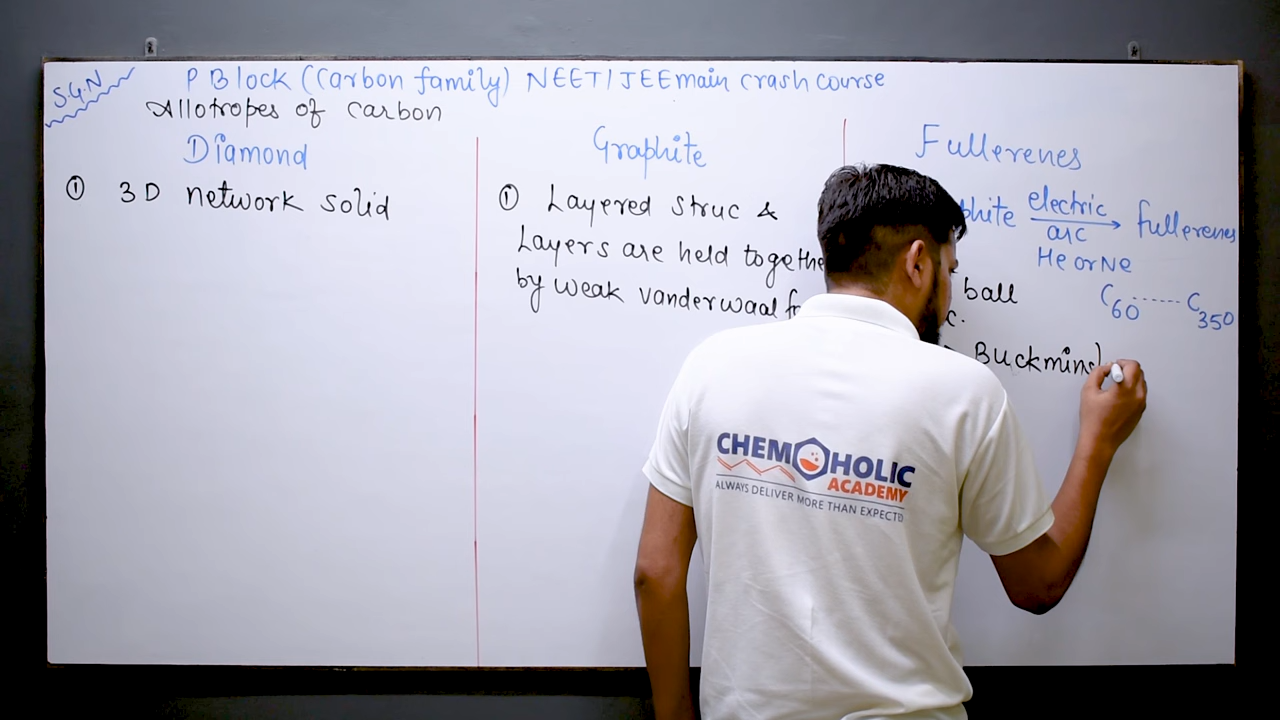 S.G.N
P Block (Carbon family) NEET/JEE main crash course
Allotropes of carbon
Diamond
① 3D network solid
Graphite
① Layered struc &
Layers are held togethe
by weak vanderwaal f
Fullerenes
phite electric arc He or Ne → fullerenes
ball C60 ------ C350
c.
Buckmins
CHEMOHOLIC
ACADEMY
ALWAYS DELIVER MORE THAN EXPECTED